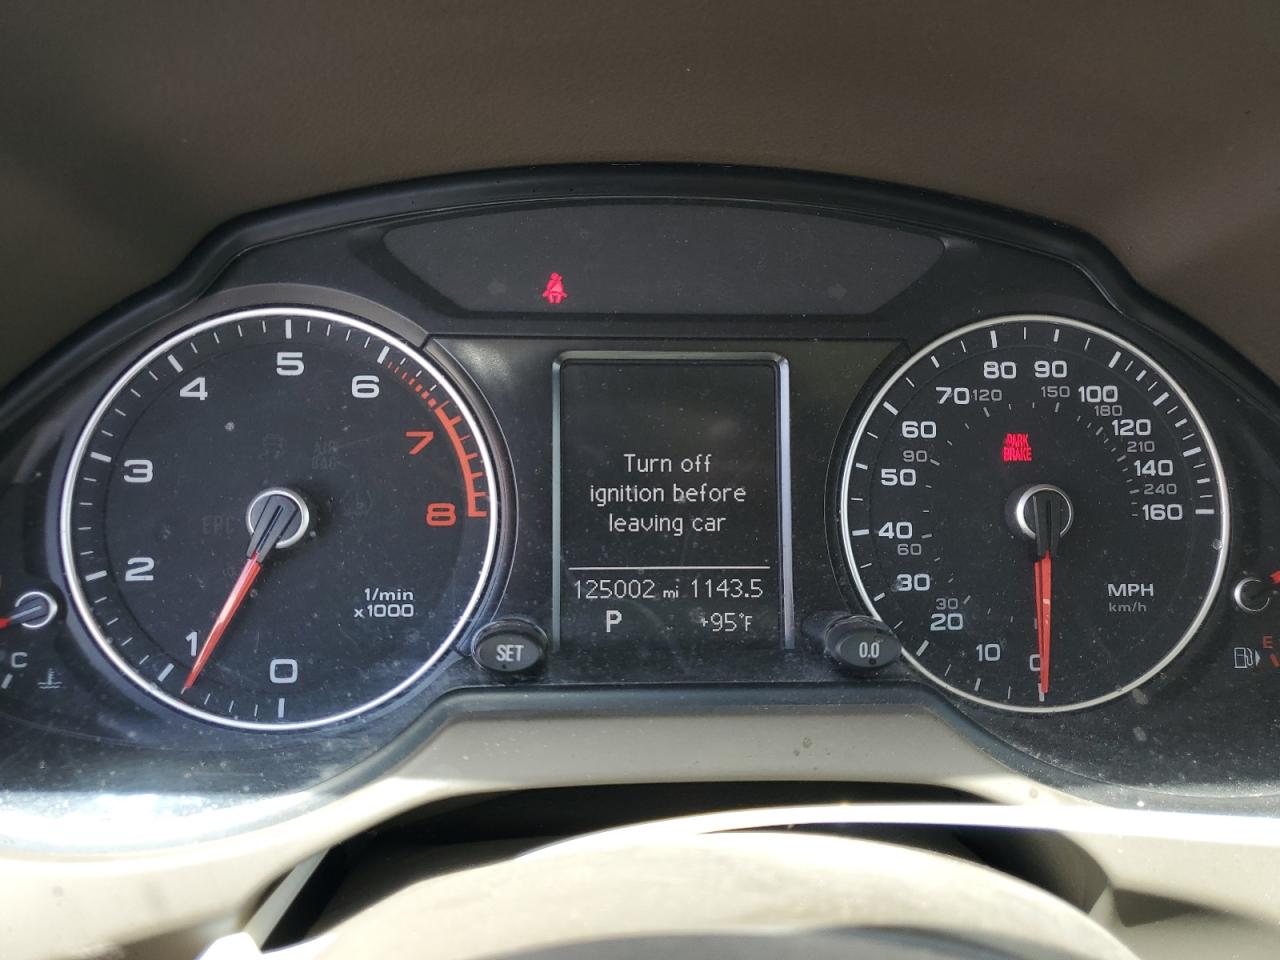 5
4
6
3
7
AIR
BAG
8
EPC
2
1/min
x1000
1
0
C
Turn off
ignition before
leaving car
125002 mi 1143.5
P +95°F
SET
0.0
80 90
70 120 150 100
180
60 120
PARK
BRAKE
210
90 140
50 240
160
40
60
30 MPH
km/h
30
20
10 0
E